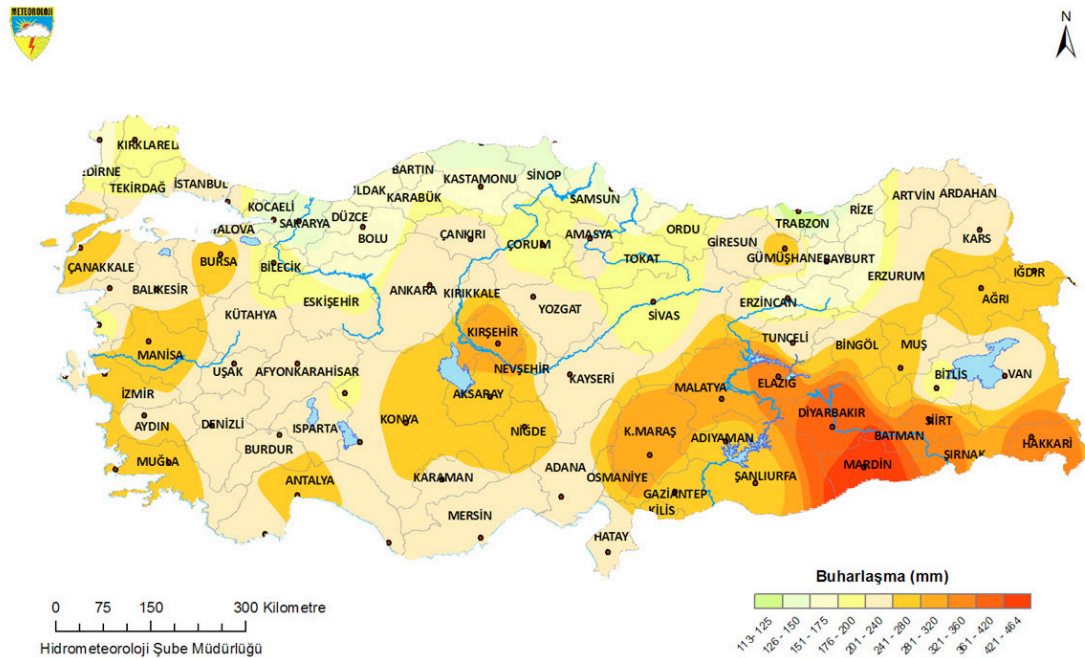 METEOROLOJİ
N
KIRKLARELİ
EDİRNE
TEKİRDAĞ
İSTANBUL
KOCAELİ
SAKARYA
DÜZCE
BOLU
ULDAK
BARTIN
KARABÜK
KASTAMONU
SİNOP
SAMSUN
ORDU
GİRESUN
TRABZON
RİZE
ARTVİN
ARDAHAN
KARS
YALOVA
BURSA
BİLECİK
ÇANAKKALE
BALIKESİR
KÜTAHYA
ESKİŞEHİR
ANKARA
ÇANKIRI
KIRIKKALE
ÇORUM
AMASYA
TOKAT
YOZGAT
SİVAS
GÜMÜŞHANE
BAYBURT
ERZURUM
ERZİNCAN
IĞDIR
AĞRI
MANİSA
İZMİR
UŞAK
AFYONKARAHİSAR
KIRŞEHİR
NEVŞEHİR
AKSARAY
KAYSERİ
TUNÇELİ
BİNGÖL
MUŞ
BİTLİS
VAN
MALATYA
ELAZIĞ
DİYARBAKIR
BATMAN
SİİRT
HAKKARİ
ŞIRNAK
MARDİN
AYDIN
DENİZLİ
ISPARTA
BURDUR
KONYA
NİĞDE
K.MARAŞ
ADIYAMAN
MUĞLA
ANTALYA
KARAMAN
ADANA
OSMANİYE
GAZİANTEP
ŞANLIURFA
KİLİS
MERSİN
HATAY
Buharlaşma (mm)
113-125
126 - 150
151 - 175
176 - 200
201 - 240
241 - 280
281 - 320
321 - 360
361 - 420
421 - 464
0 75 150 300 Kilometre
Hidrometeoroloji Şube Müdürlüğü